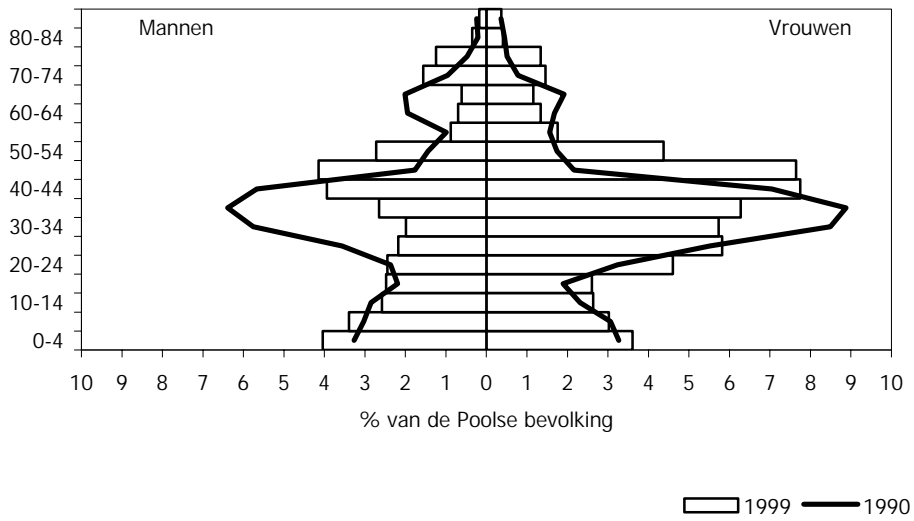 Mannen
Vrouwen
80-84
70-74
60-64
50-54
40-44
30-34
20-24
10-14
0-4
10 9 8 7 6 5 4 3 2 1 0 1 2 3 4 5 6 7 8 9 10
% van de Poolse bevolking
1999 1990